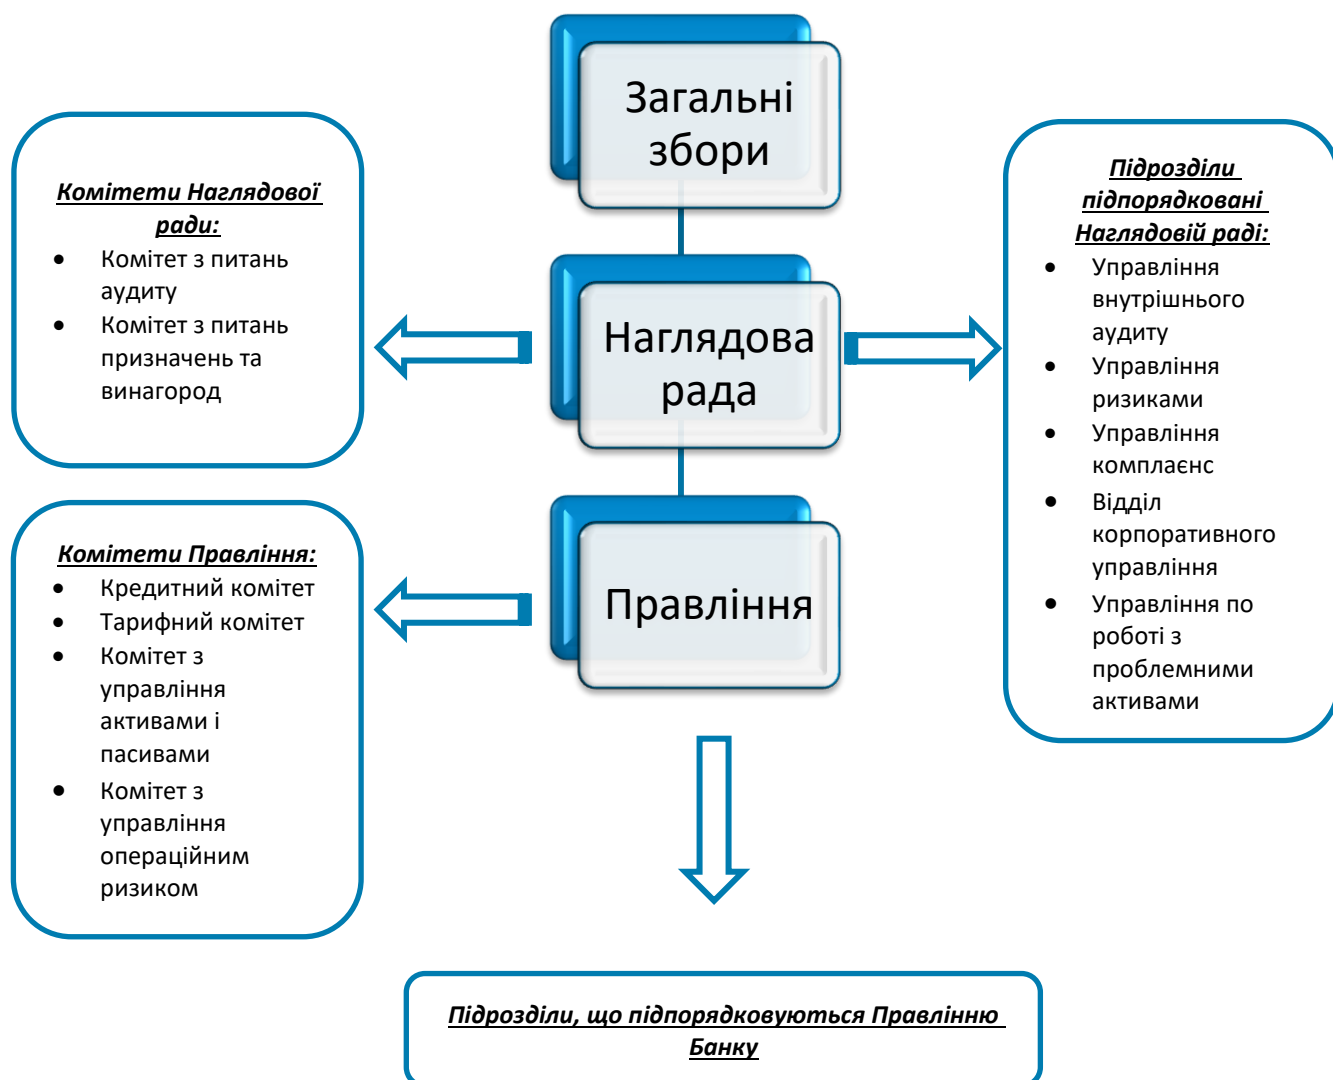 Загальні
збори
Комітети Наглядової
ради:
• Комітет з питань
аудиту
• Комітет з питань
призначень та
винагород
Наглядова
рада
Підрозділи
підпорядковані
Наглядовій раді:
• Управління
внутрішнього
аудиту
• Управління
ризиками
• Управління
комплаєнс
• Відділ
корпоративного
управління
• Управління по
роботі з
проблемними
активами
Комітети Правління:
• Кредитний комітет
• Тарифний комітет
• Комітет з
управління
активами і
пасивами
• Комітет з
управління
операційним
ризиком
Правління
Підрозділи, що підпорядковуються Правлінню
Банку